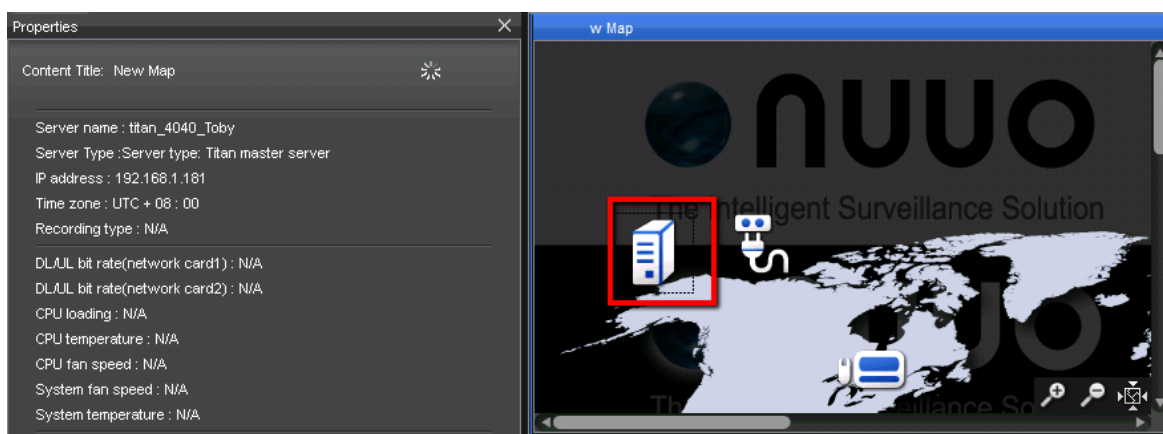 Properties
Content Title: New Map
Server name : titan_4040_Toby
Server Type :Server type: Titan master server
IP address : 192.168.1.181
Time zone : UTC + 08 : 00
Recording type : N/A
DL/UL bit rate(network card1) : N/A
DL/UL bit rate(network card2) : N/A
CPU loading : N/A
CPU temperature : N/A
CPU fan speed : N/A
System fan speed : N/A
System temperature : N/A
w Map
nuuo
The Intelligent Surveillance Solution